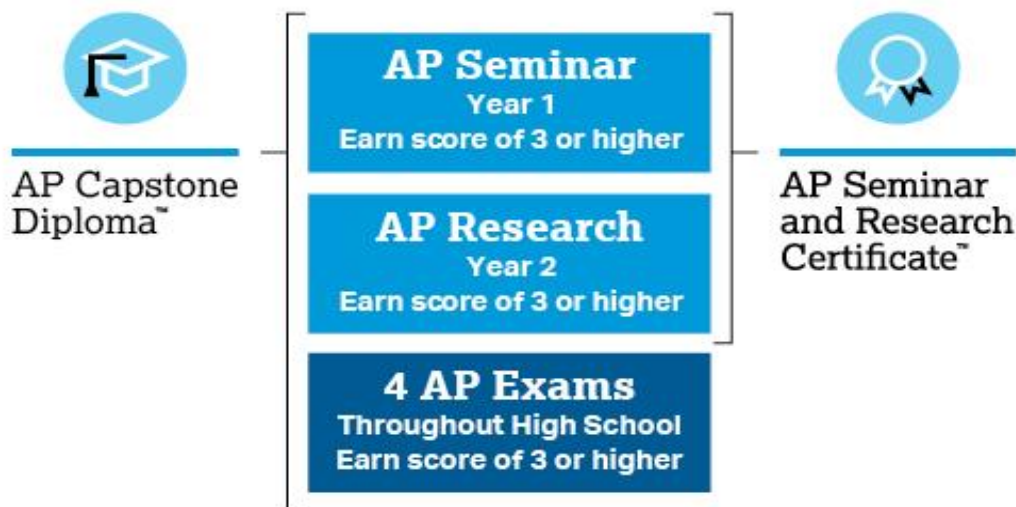 AP Capstone
Diploma™
AP Seminar
Year 1
Earn score of 3 or higher
AP Research
Year 2
Earn score of 3 or higher
4 AP Exams
Throughout High School
Earn score of 3 or higher
AP Seminar
and Research
Certificate™